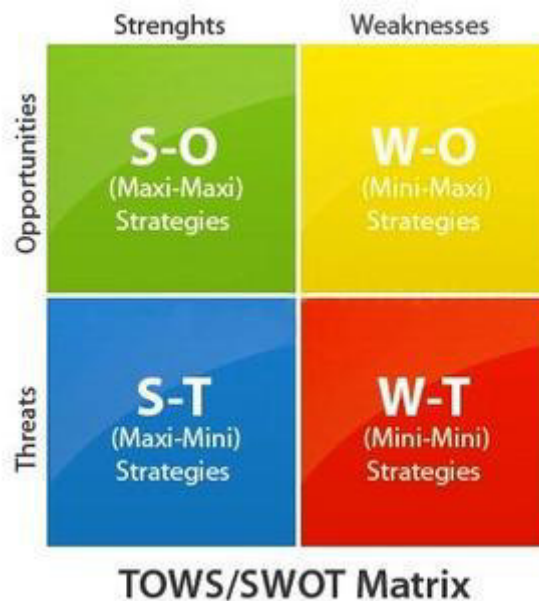 Strenghts Weaknesses
Opportunities
S-O
(Maxi-Maxi)
Strategies
W-O
(Mini-Maxi)
Strategies
Threats
S-T
(Maxi-Mini)
Strategies
W-T
(Mini-Mini)
Strategies
TOWS/SWOT Matrix